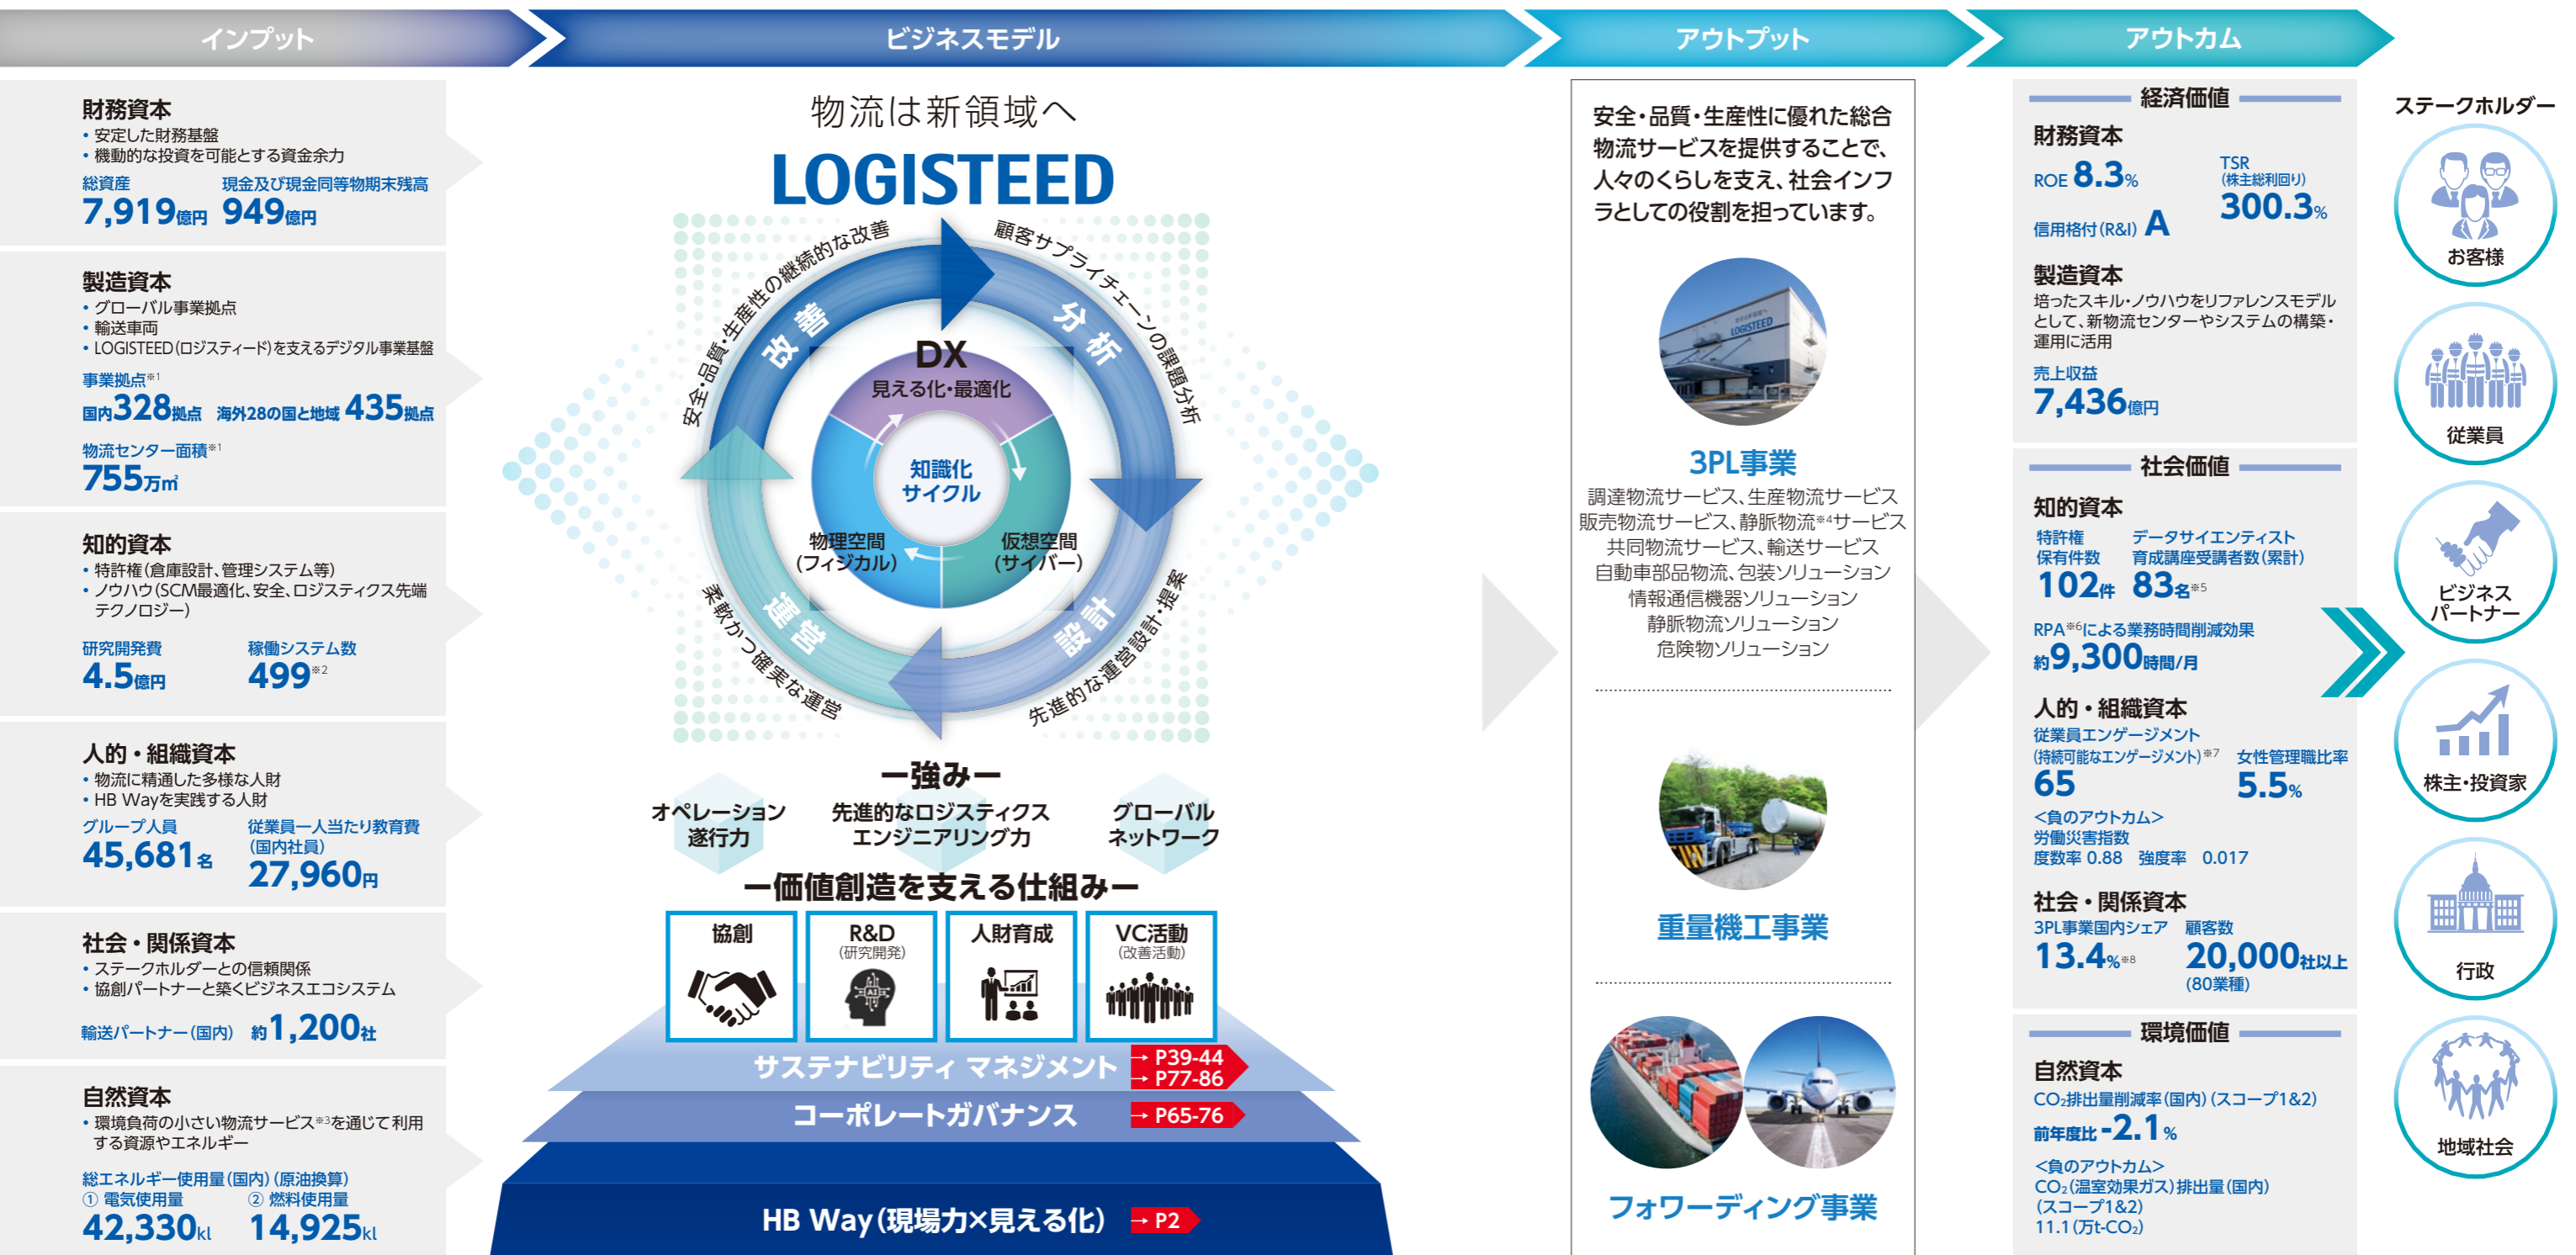 インプット
ビジネスモデル
アウトプット
アウトカム
財務資本
• 安定した財務基盤
• 機動的な投資を可能とする資金余力
総資産 現金及び現金同等物期末残高
7,919億円 949億円
製造資本
• グローバル事業拠点
• 輸送車両
• LOGISTEED(ロジスティード)を支えるデジタル事業基盤
事業拠点※1
国内328拠点 海外28の国と地域 435拠点
物流センター面積※1
755万㎡
知的資本
• 特許権(倉庫設計、管理システム等)
• ノウハウ(SCM最適化、安全、ロジスティクス先端
テクノロジー)
研究開発費 稼働システム数
4.5億円 499※2
人的・組織資本
• 物流に精通した多様な人財
• HB Wayを実践する人財
グループ人員 従業員一人当たり教育費
(国内社員)
45,681名 27,960円
社会・関係資本
• ステークホルダーとの信頼関係
• 協創パートナーと築くビジネスエコシステム
輸送パートナー(国内) 約1,200社
自然資本
• 環境負荷の小さい物流サービス※3を通じて利用
する資源やエネルギー
総エネルギー使用量(国内)(原油換算)
① 電気使用量 ② 燃料使用量
42,330kl 14,925kl
物流は新領域へ
LOGISTEED
安全・品質・生産性の継続的な改善
顧客サプライチェーンの課題分析
改善
分析
DX
見える化・最適化
知識化
サイクル
物理空間
(フィジカル)
仮想空間
(サイバー)
運営
設計
柔軟かつ確実な運営
先進的な運営設計・提案
ー強みー
オペレーション
遂行力
先進的なロジスティクス
エンジニアリング力
グローバル
ネットワーク
ー価値創造を支える仕組みー
協創
R&D
(研究開発)
AI
人財育成
VC活動
(改善活動)
サステナビリティ マネジメント
→ P39-44
→ P77-86
コーポレートガバナンス → P65-76
HB Way(現場力×見える化) → P2
安全・品質・生産性に優れた総合
物流サービスを提供することで、
人々のくらしを支え、社会インフ
ラとしての役割を担っています。
物流は新領域へ
LOGISTEED
3PL事業
調達物流サービス、生産物流サービス
販売物流サービス、静脈物流※4サービス
共同物流サービス、輸送サービス
自動車部品物流、包装ソリューション
情報通信機器ソリューション
静脈物流ソリューション
危険物ソリューション
重量機工事業
フォワーディング事業
経済価値
財務資本
ROE 8.3%
TSR
(株主総利回り)
300.3%
信用格付(R&I) A
製造資本
培ったスキル・ノウハウをリファレンスモデル
として、新物流センターやシステムの構築・
運用に活用
売上収益
7,436億円
社会価値
知的資本
特許権
保有件数
102件
データサイエンティスト
育成講座受講者数(累計)
83名※5
RPA※6による業務時間削減効果
約9,300時間/月
人的・組織資本
従業員エンゲージメント
(持続可能なエンゲージメント)※7
65
女性管理職比率
5.5%
<負のアウトカム>
労働災害指数
度数率 0.88 強度率 0.017
社会・関係資本
3PL事業国内シェア 顧客数
13.4%※8 20,000社以上
(80業種)
環境価値
自然資本
CO₂排出量削減率(国内)(スコープ1&2)
前年度比 -2.1%
<負のアウトカム>
CO₂(温室効果ガス)排出量(国内)
(スコープ1&2)
11.1(万t-CO₂)
ステークホルダー
お客様
従業員
ビジネス
パートナー
株主・投資家
行政
地域社会